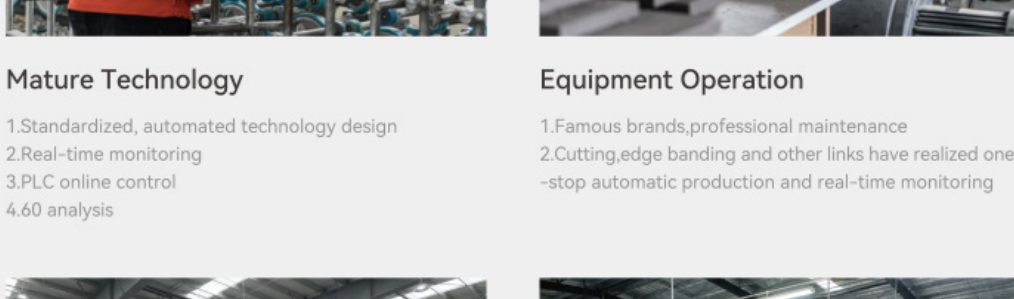 Mature Technology
1.Standardized, automated technology design
2.Real-time monitoring
3.PLC online control
4.60 analysis
Equipment Operation
1.Famous brands,professional maintenance
2.Cutting,edge banding and other links have realized one
-stop automatic production and real-time monitoring